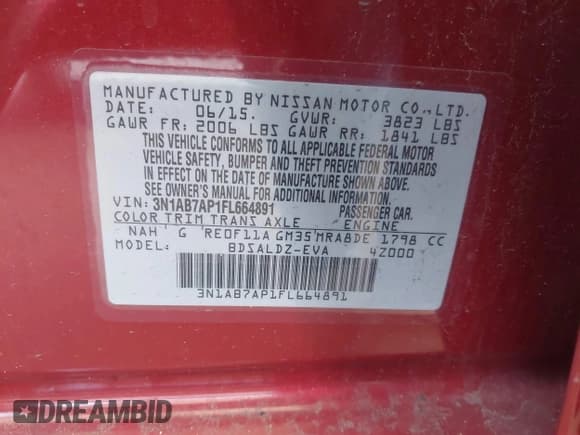 MANUFACTURED BY NISSAN MOTOR CO., LTD.
DATE: 06/15. GVWR: 3823 LBS
GAWR FR: 2006 LBS GAWR RR: 1841 LBS
THIS VEHICLE CONFORMS TO ALL APPLICABLE FEDERAL MOTOR
VEHICLE SAFETY, BUMPER AND THEFT PREVENTION STANDARDS
IN EFFECT ON THE DATE OF MANUFACTURE SHOWN ABOVE.
SEE OWNER'S MANUAL FOR ADDITIONAL INFORMATION.
VIN: 3N1AB7AP1FL664891 PASSENGER CAR.
COLOR TRIM TRANS AXLE ENGINE
NAH G RE0F11A GM35 MRA8DE 1798 CC
MODEL: BDSALDZ-EVA 4Z000
3N1AB7AP1FL664891
DREAMBID